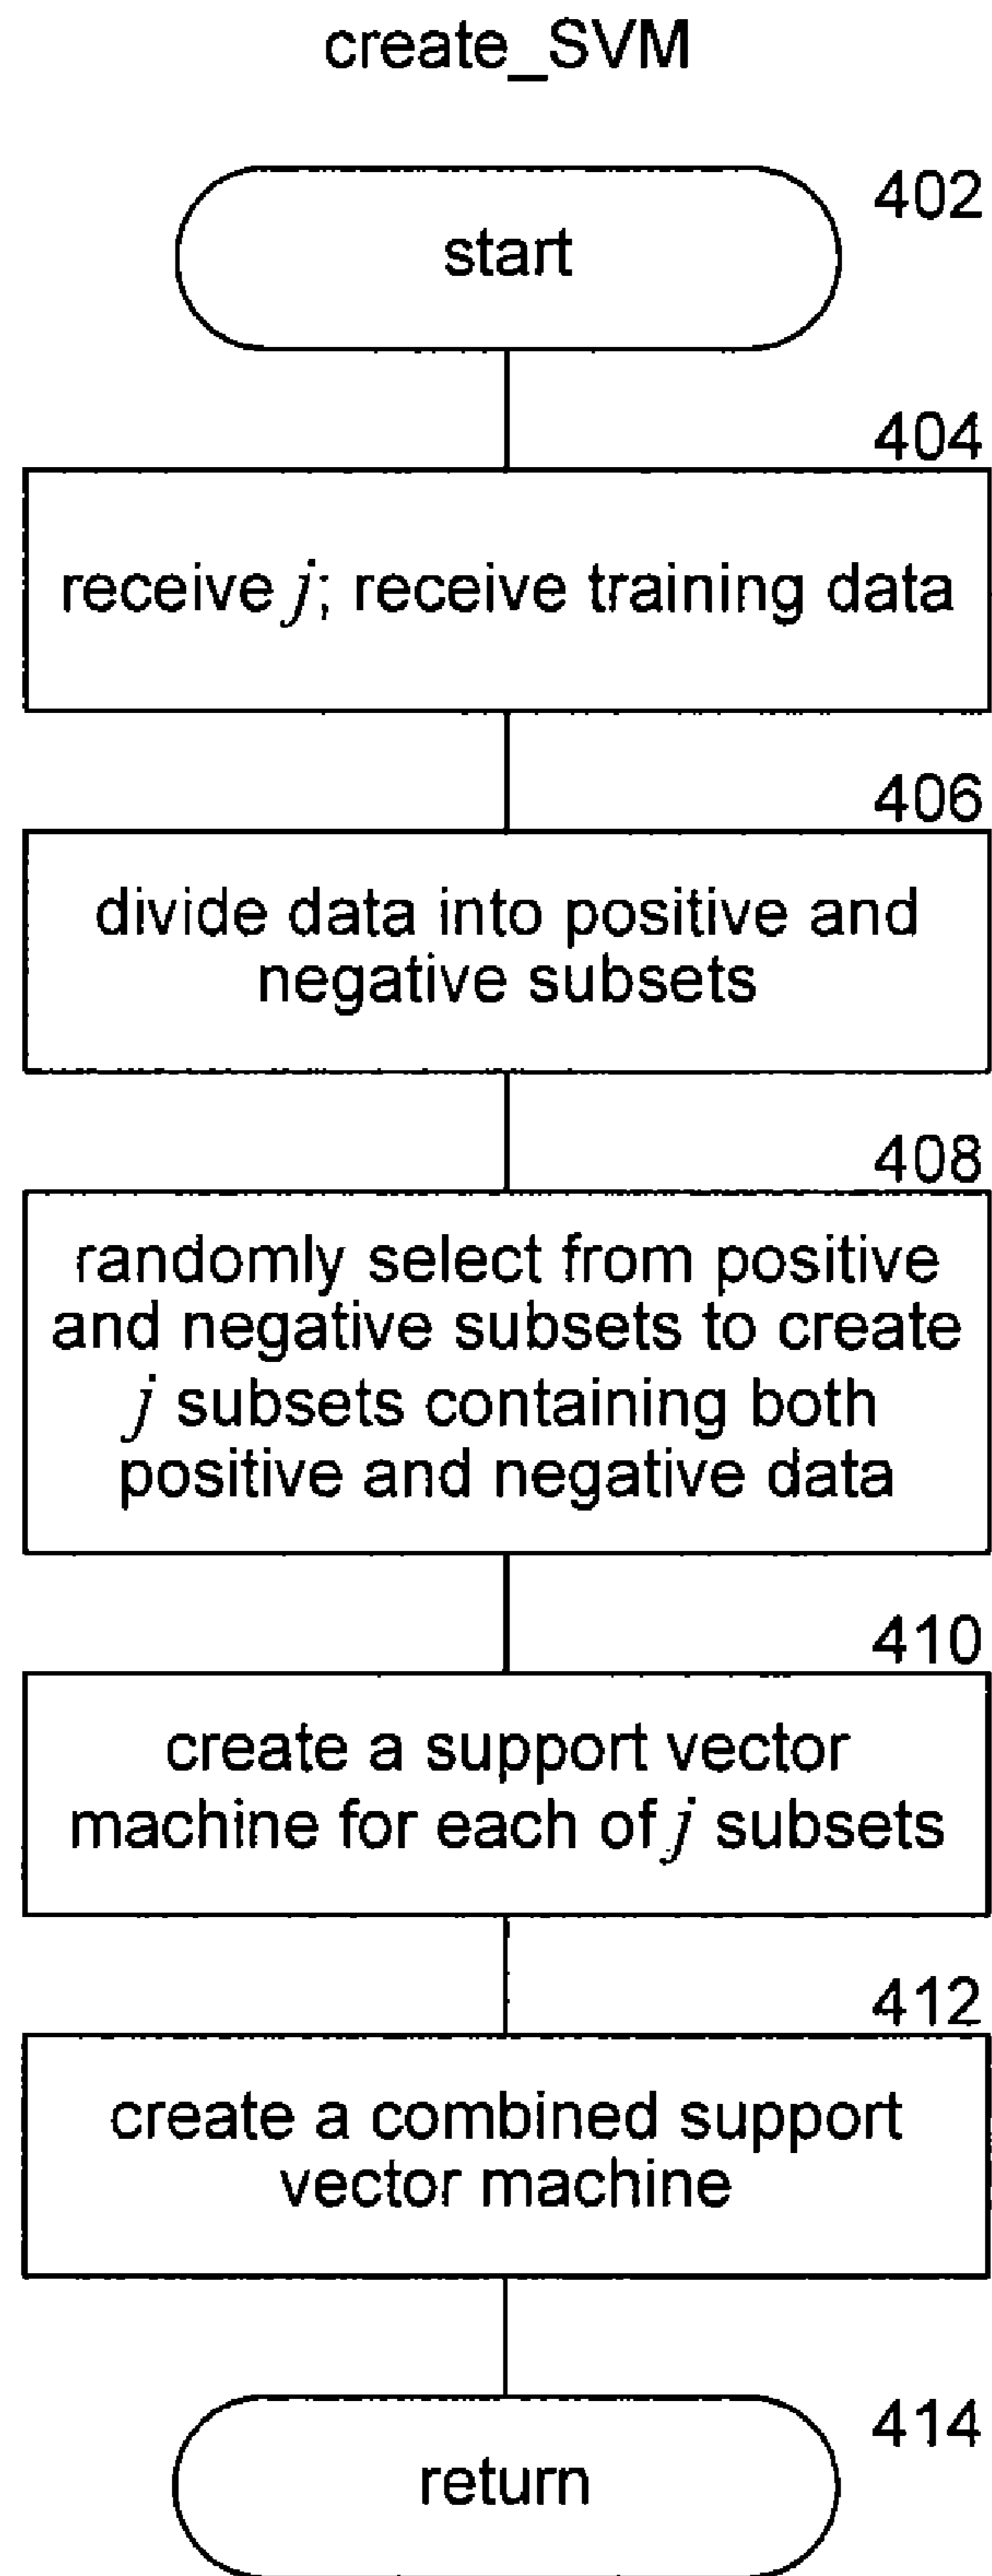 create_SVM
402
start
404
receive j; receive training data
406
divide data into positive and
negative subsets
408
randomly select from positive
and negative subsets to create
j subsets containing both
positive and negative data
410
create a support vector
machine for each of j subsets
412
create a combined support
vector machine
414
return